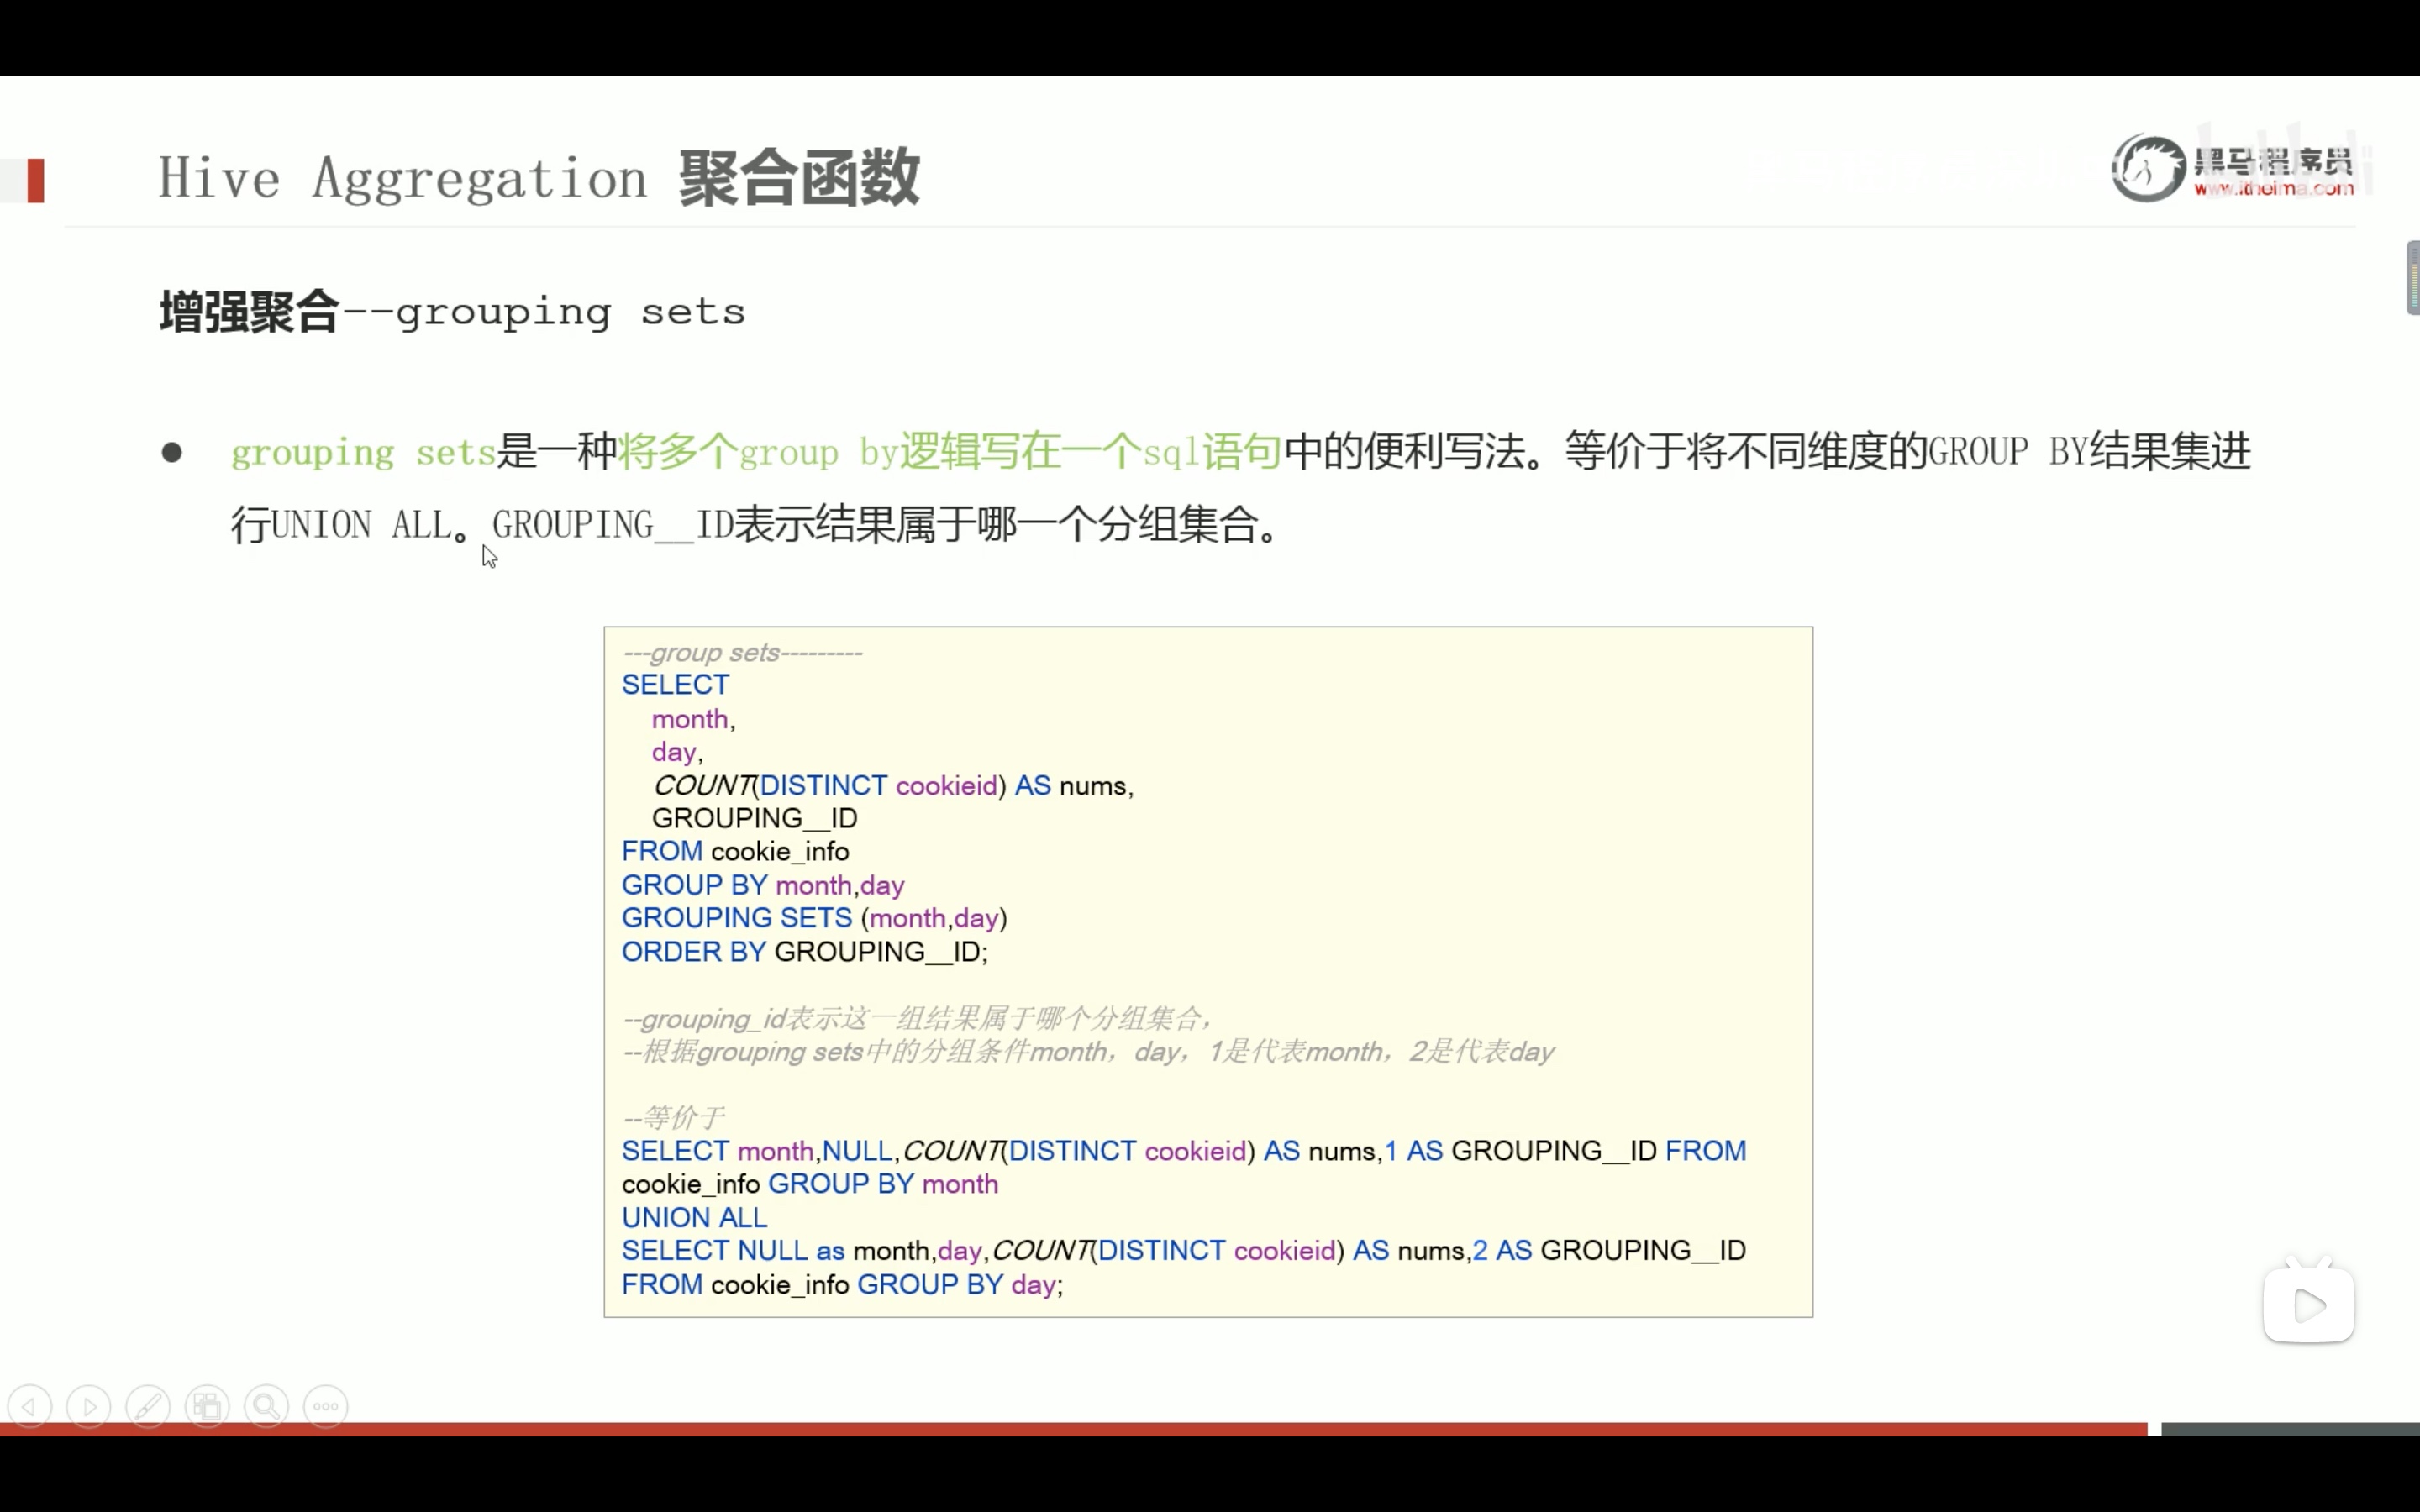 Hive Aggregation 聚合函数
黑马程序员
www.itheima.com
增强聚合--grouping sets
● grouping sets是一种将多个group by逻辑写在一个sql语句中的便利写法。等价于将不同维度的GROUP BY结果集进
行UNION ALL。GROUPING__ID表示结果属于哪一个分组集合。
---group sets---------
SELECT
month,
day,
COUNT(DISTINCT cookieid) AS nums,
GROUPING__ID
FROM cookie_info
GROUP BY month,day
GROUPING SETS (month,day)
ORDER BY GROUPING__ID;
--grouping_id表示这一组结果属于哪个分组集合，
--根据grouping sets中的分组条件month，day，1是代表month，2是代表day
--等价于
SELECT month,NULL,COUNT(DISTINCT cookieid) AS nums,1 AS GROUPING__ID FROM
cookie_info GROUP BY month
UNION ALL
SELECT NULL as month,day,COUNT(DISTINCT cookieid) AS nums,2 AS GROUPING__ID
FROM cookie_info GROUP BY day;